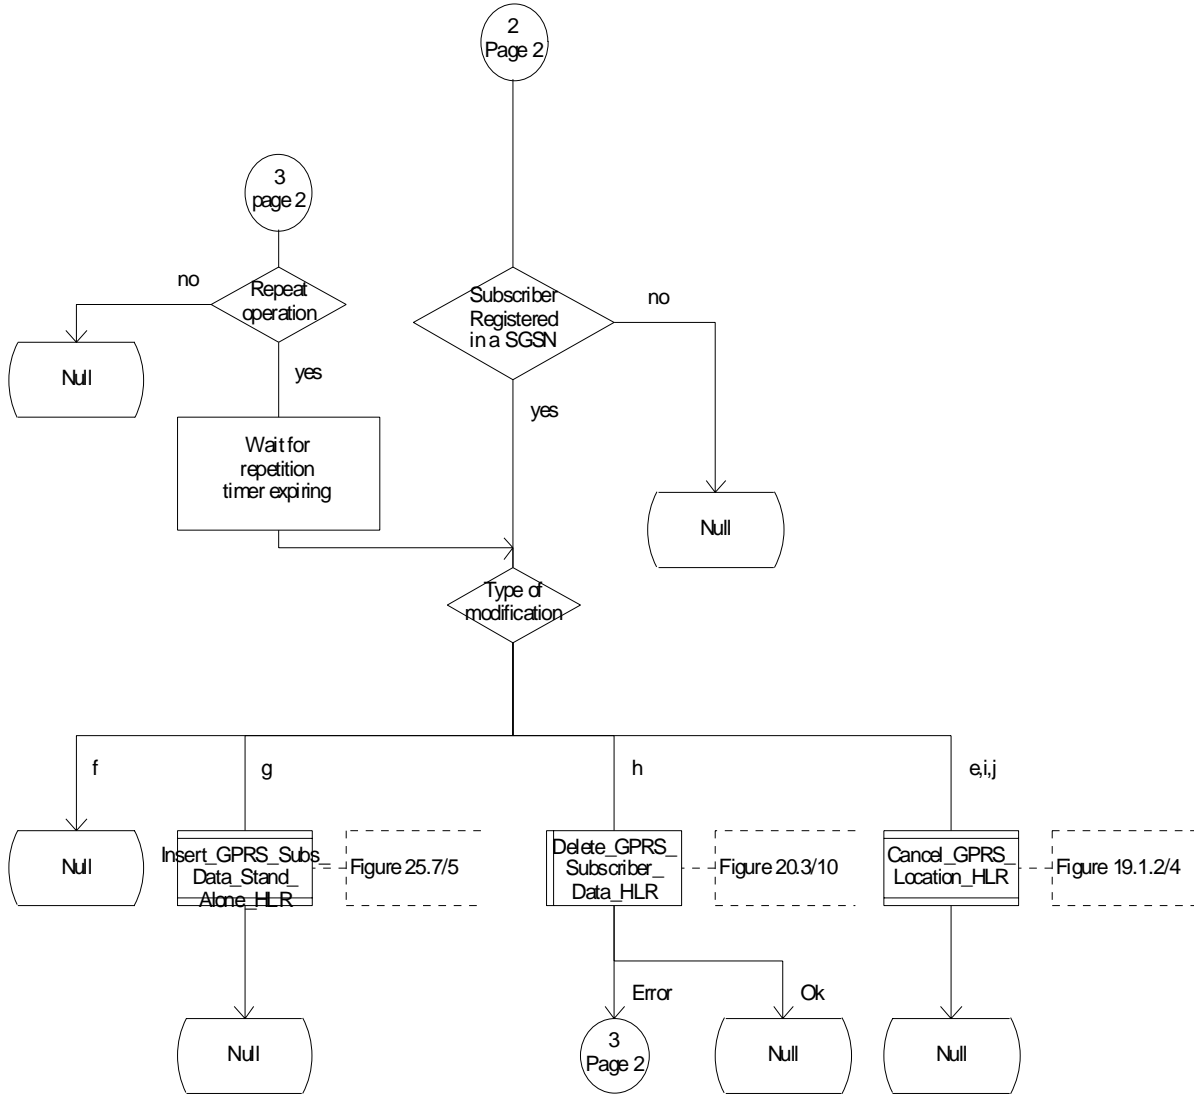 2
Page 2
3
page 2
no
Repeat
operation
Subscriber
Registered
in a SGSN
no
Null
yes
yes
Wait for
repetition
timer expiring
Null
Type of
modification
f
g
h
e,i,j
Null
Insert_GPRS_Subs_
Data_Stand_
Alone_HLR
Figure 25.7/5
Delete_GPRS_
Subscriber_
Data_HLR
Figure 20.3/10
Cancel_GPRS_
Location_HLR
Figure 19.1.2/4
Error
Ok
Null
3
Page 2
Null
Null